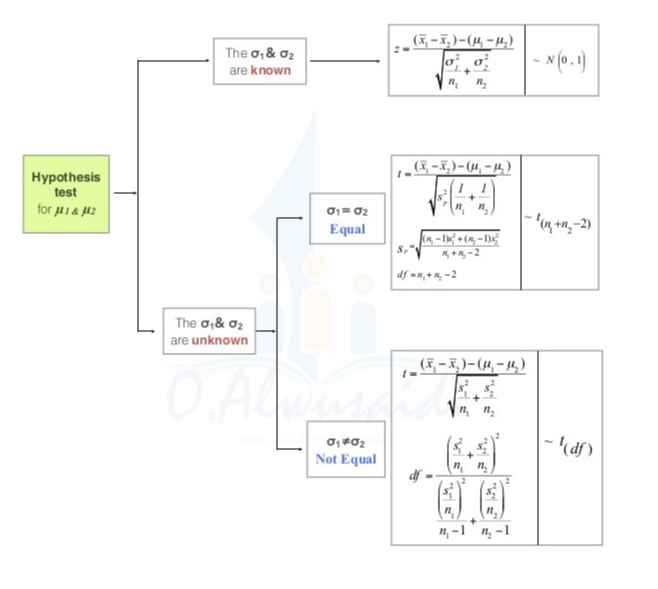 The σ₁& σ₂
are known
z = (x̄₁ − x̄₂) − (μ₁ − μ₂) / √(σ₁²/n₁ + σ₂²/n₂)
~ N(0, 1)
Hypothesis
test
for μ1 & μ2
σ₁= σ₂
Equal
t = (x̄₁ − x̄₂) − (μ₁ − μ₂) / √(sₚ²(1/n₁ + 1/n₂))
Sₚ = √((n₁ −1)s₁² + (n₂ −1)s₂² / n₁ + n₂ −2)
df = n₁ + n₂ −2
~ t(n₁+n₂−2)
The σ₁& σ₂
are unknown
σ₁≠σ₂
Not Equal
t = (x̄₁ − x̄₂) − (μ₁ − μ₂) / √(s₁²/n₁ + s₂²/n₂)
df = (s₁²/n₁ + s₂²/n₂)² / ((s₁²/n₁)²/n₁ −1 + (s₂²/n₂)²/n₂ −1)
~ t(df)
O.Alwusaid